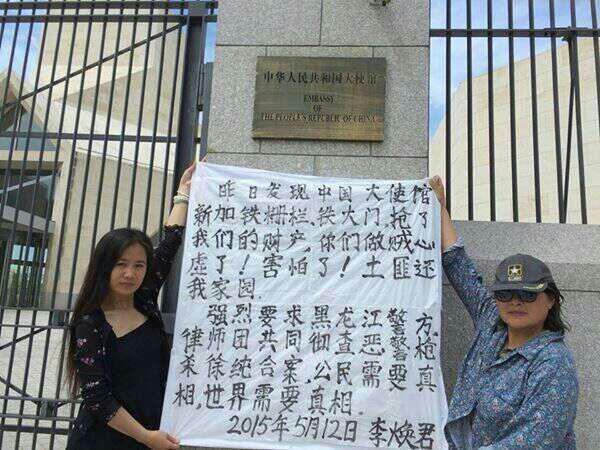 中华人民共和国大使馆
EMBASSY
OF
THE PEOPLE'S REPUBLIC OF CHINA
昨日发现中国大使馆
新加铁栅栏、铁大门抢了
我们的财产,你们做贼心
虛了!害怕了!土匪还
我家园.
强烈要求黑龙江警方、
律师团共同彻查恶警枪
杀徐纯合案,公民需要真
相,世界需要真相.
2015年5月12日 李焕君